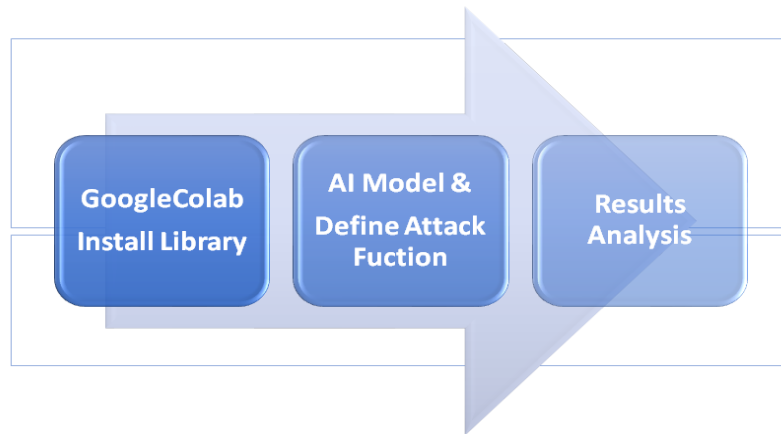 GoogleColab
Install Library
AI Model &
Define Attack
Fuction
Results
Analysis